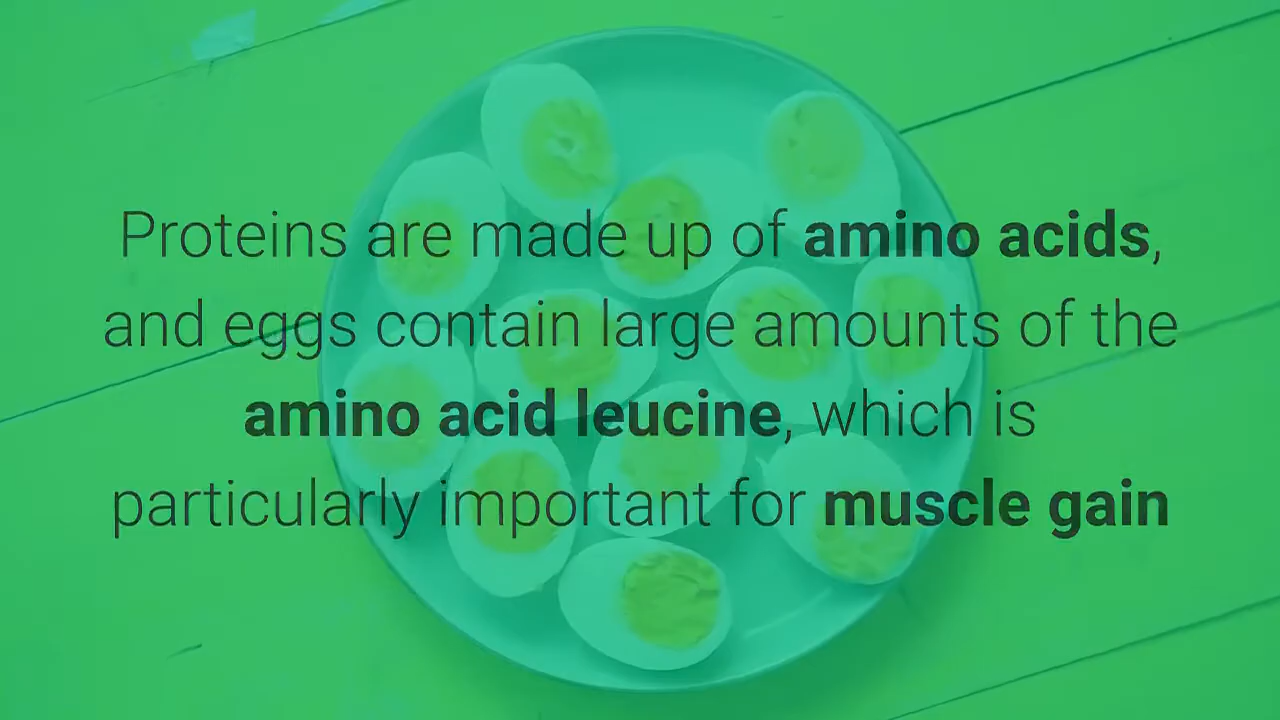 Proteins are made up of amino acids,
and eggs contain large amounts of the
amino acid leucine, which is
particularly important for muscle gain